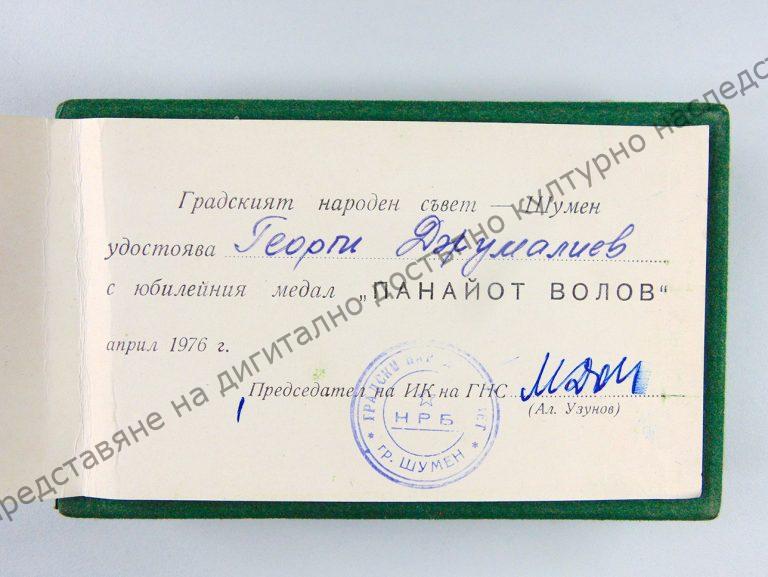 Градският народен съвет — Шумен
удостоява Георги Джумалиев
с юбилейния медал „ПАНАЙОТ ВОЛОВ“
април 1976 г.
Председател на ИК на ГНС
(Ал. Узунов)
НРБ
* гр. ШУМЕН *
представяне на дигитално достъпно културно наследст